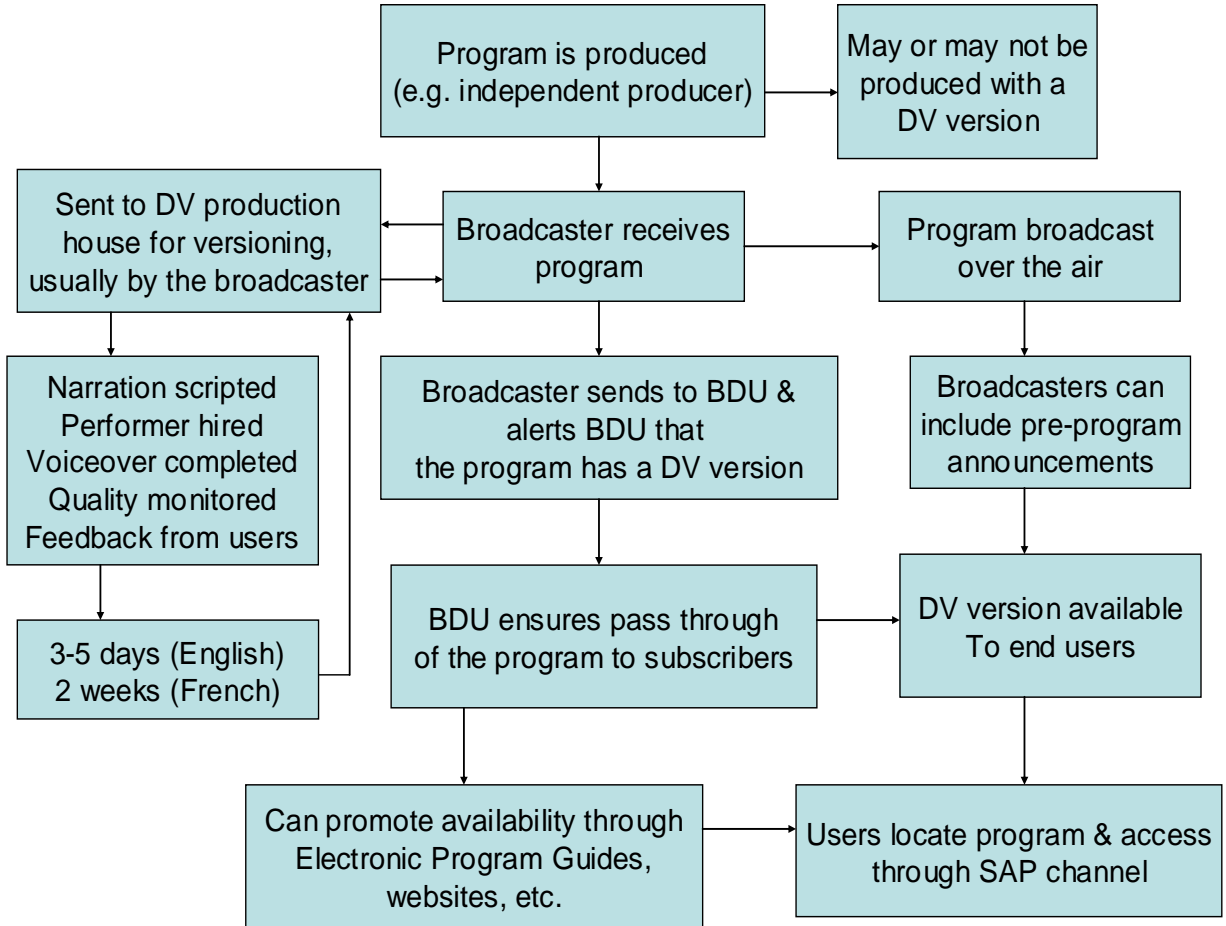 Program is produced
(e.g. independent producer)
May or may not be
produced with a
DV version
Sent to DV production
house for versioning,
usually by the broadcaster
Broadcaster receives
program
Program broadcast
over the air
Narration scripted
Performer hired
Voiceover completed
Quality monitored
Feedback from users
Broadcaster sends to BDU &
alerts BDU that
the program has a DV version
Broadcasters can
include pre-program
announcements
3-5 days (English)
2 weeks (French)
BDU ensures pass through
of the program to subscribers
DV version available
To end users
Can promote availability through
Electronic Program Guides,
websites, etc.
Users locate program & access
through SAP channel